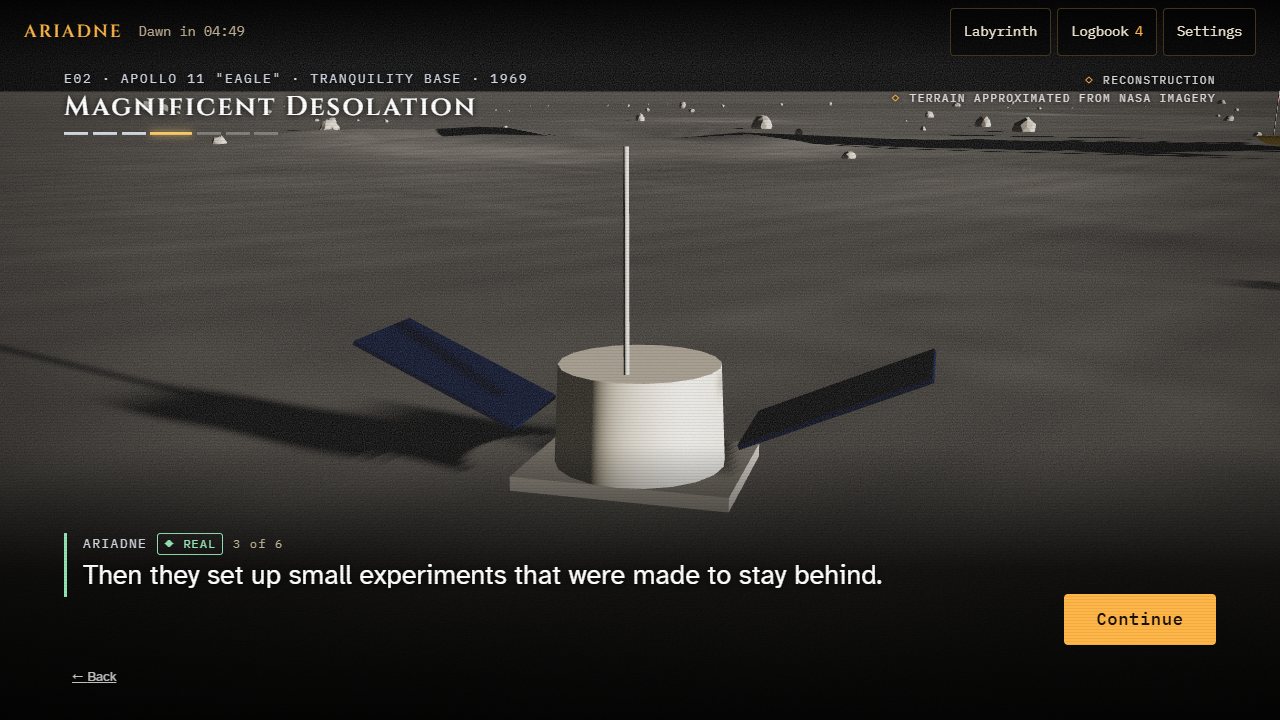 ARIADNE Dawn in 04:49 Labyrinth Logbook 4 Settings
E02 · APOLLO 11 "EAGLE" · TRANQUILITY BASE · 1969
Magnificent Desolation
◇ RECONSTRUCTION
◇ TERRAIN APPROXIMATED FROM NASA IMAGERY
ARIADNE ◆ REAL 3 of 6
Then they set up small experiments that were made to stay behind.
Continue
← Back